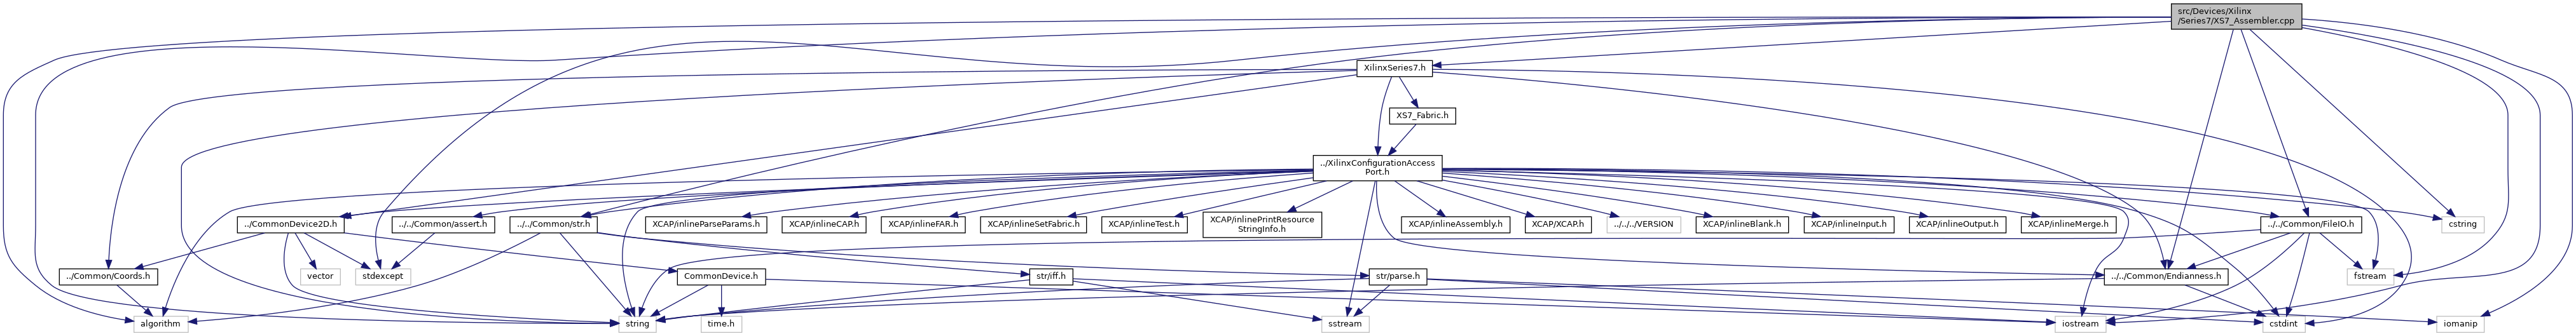 src/Devices/Xilinx
/Series7/XS7_Assembler.cpp
XilinxSeries7.h
XS7_Fabric.h
../XilinxConfigurationAccess
Port.h
../CommonDevice2D.h
../../Common/assert.h
../../Common/str.h
XCAP/inlineParseParams.h
XCAP/inlineCAP.h
XCAP/inlineFAR.h
XCAP/inlineSetFabric.h
XCAP/inlineTest.h
XCAP/inlinePrintResource
StringInfo.h
XCAP/inlineAssembly.h
XCAP/XCAP.h
../../../VERSION
XCAP/inlineBlank.h
XCAP/inlineInput.h
XCAP/inlineOutput.h
XCAP/inlineMerge.h
../../Common/FileIO.h
cstring
../Common/Coords.h
vector
stdexcept
CommonDevice.h
str/iff.h
str/parse.h
../../Common/Endianness.h
fstream
algorithm
string
time.h
sstream
iostream
cstdint
iomanip